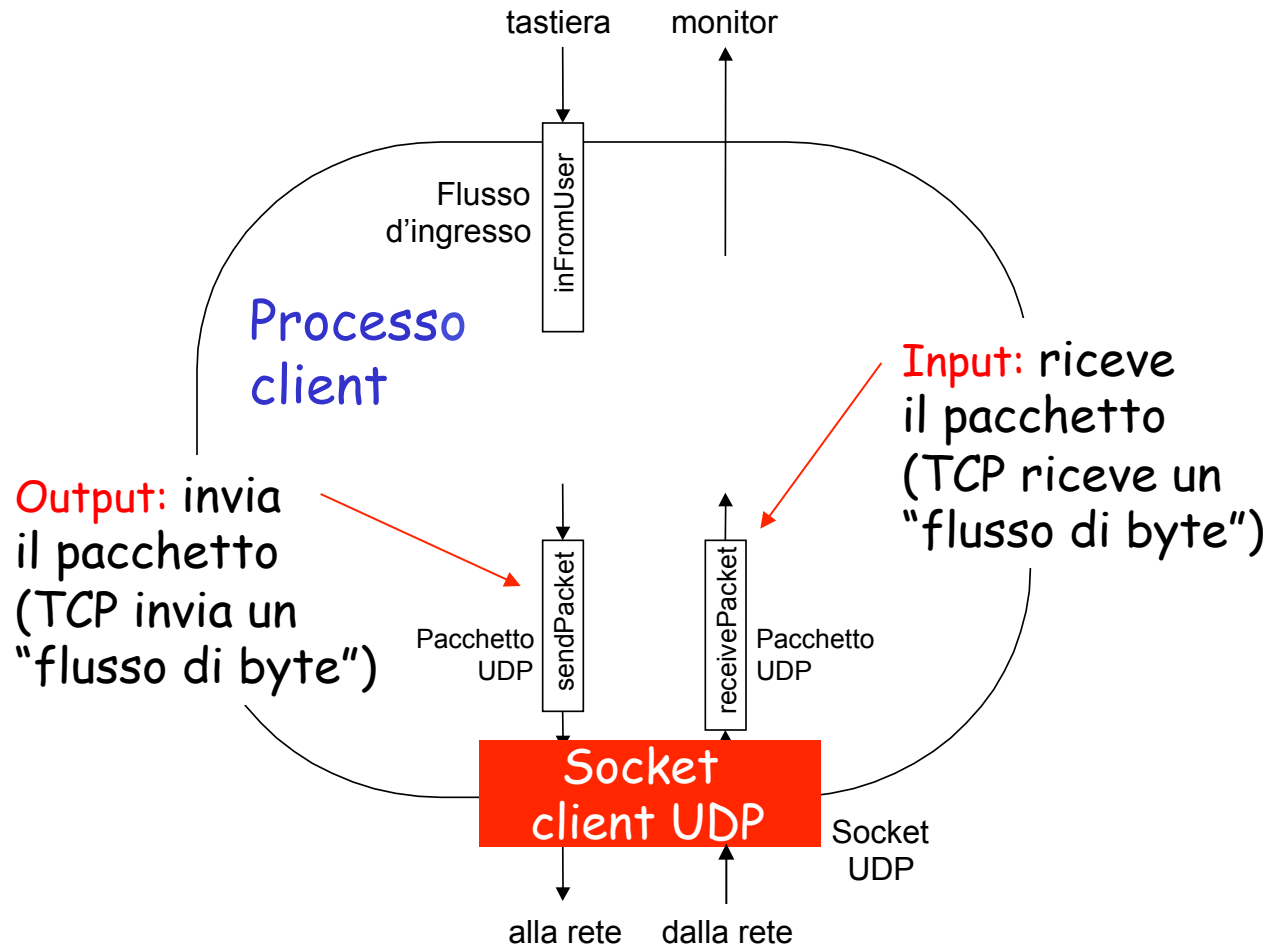 tastiera
monitor
inFromUser
Flusso
d’ingresso
Processo
client
Input: riceve
il pacchetto
(TCP riceve un
“flusso di byte”)
Output: invia
il pacchetto
(TCP invia un
“flusso di byte”)
Pacchetto
UDP
sendPacket
receivePacket
Pacchetto
UDP
Socket
client UDP
Socket
UDP
alla rete
dalla rete